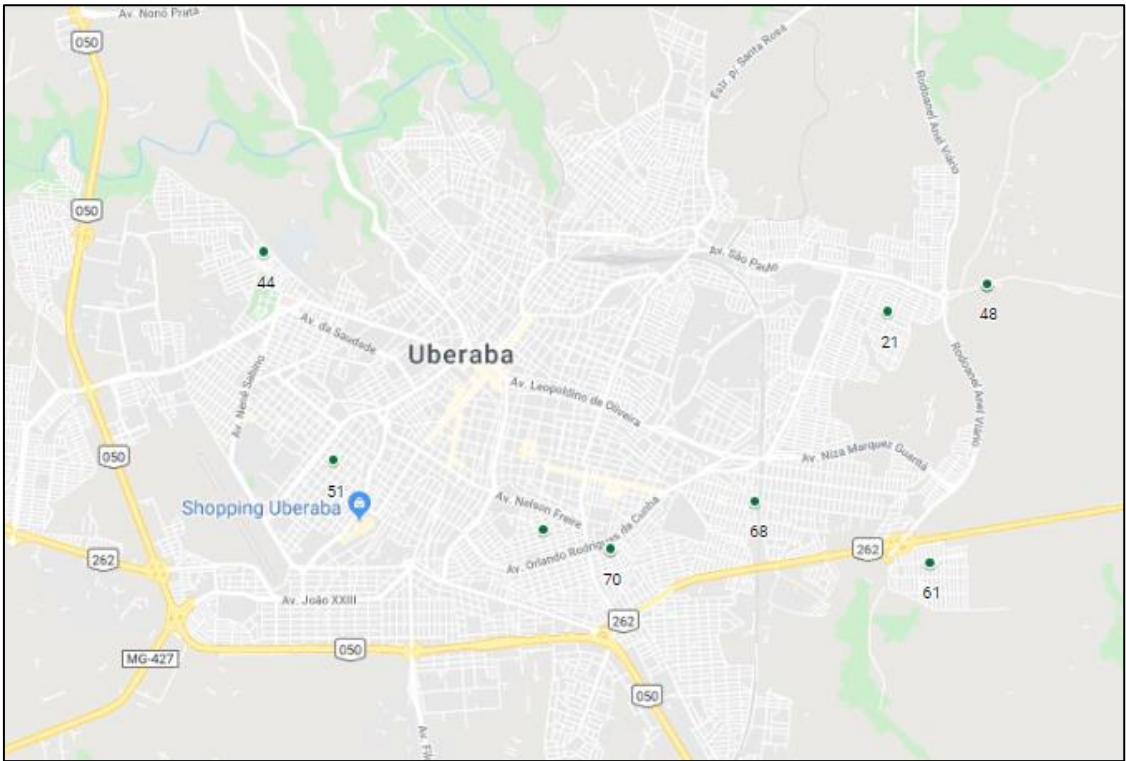 Av. Nonô Prata
050
Estr. p/ Santa Rosa
Rodoanel Anel Viário
050
44
Av. São Paulo
48
21
Av. da Saudade
Uberaba
Rodoanel Anel Viário
Av. Nenê Sabino
Av. Leopoldino de Oliveira
050
Av. Niza Marquez Guaritá
51
Shopping Uberaba
Av. Nelson Freire
Av. Orlando Rodrigues da Cunha
68
262
262
70
61
Av. João XXIII
262
050
MG-427
050